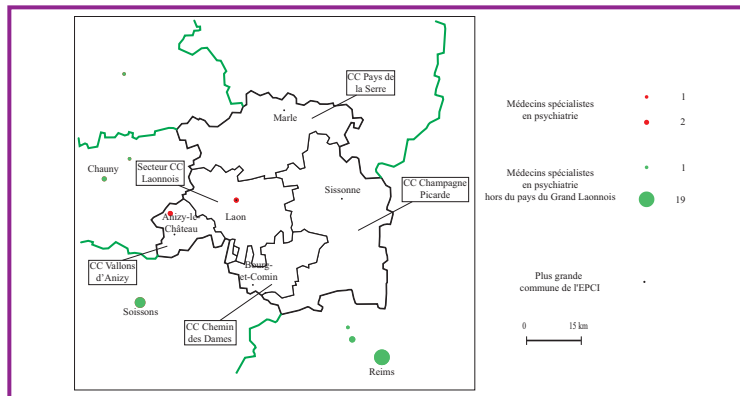 CC Pays de
la Serre
Marle
Chauny
Secteur CC
Laonnois
Sissonne
CC Champagne
Picarde
Laon
Anizy-le-
Château
CC Vallons
d'Anizy
Bourg-
et-Comin
Soissons
CC Chemin
des Dames
Reims
Médecins spécialistes
en psychiatrie
1
2
Médecins spécialistes
en psychiatrie
hors du pays du Grand Laonnois
1
19
Plus grande
commune de l'EPCI
0 15 km